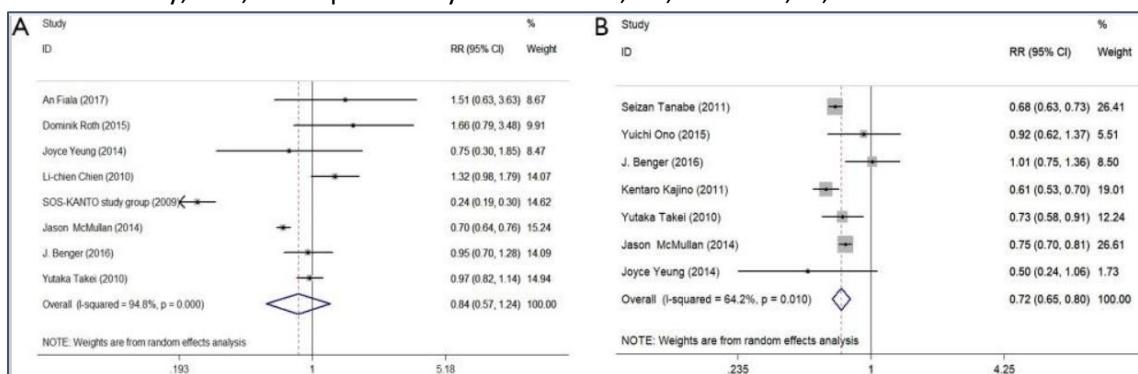 A
Study %
ID RR (95% CI) Weight
An Fiala (2017) 1.51 (0.63, 3.63) 8.67
Dominik Roth (2015) 1.66 (0.79, 3.48) 9.91
Joyce Yeung (2014) 0.75 (0.30, 1.85) 8.47
Li-chien Chien (2010) 1.32 (0.98, 1.79) 14.07
SOS-KANTO study group (2009) 0.24 (0.19, 0.30) 14.62
Jason McMullan (2014) 0.70 (0.64, 0.76) 15.24
J. Benger (2016) 0.95 (0.70, 1.28) 14.09
Yutaka Takei (2010) 0.97 (0.82, 1.14) 14.94
Overall (I-squared = 94.8%, p = 0.000) 0.84 (0.57, 1.24) 100.00
NOTE: Weights are from random effects analysis
.193 1 5.18
B
Study %
ID RR (95% CI) Weight
Seizan Tanabe (2011) 0.68 (0.63, 0.73) 26.41
Yuichi Ono (2015) 0.92 (0.62, 1.37) 5.51
J. Benger (2016) 1.01 (0.75, 1.36) 8.50
Kentaro Kajino (2011) 0.61 (0.53, 0.70) 19.01
Yutaka Takei (2010) 0.73 (0.58, 0.91) 12.24
Jason McMullan (2014) 0.75 (0.70, 0.81) 26.61
Joyce Yeung (2014) 0.50 (0.24, 1.06) 1.73
Overall (I-squared = 64.2%, p = 0.010) 0.72 (0.65, 0.80) 100.00
NOTE: Weights are from random effects analysis
.235 1 4.25